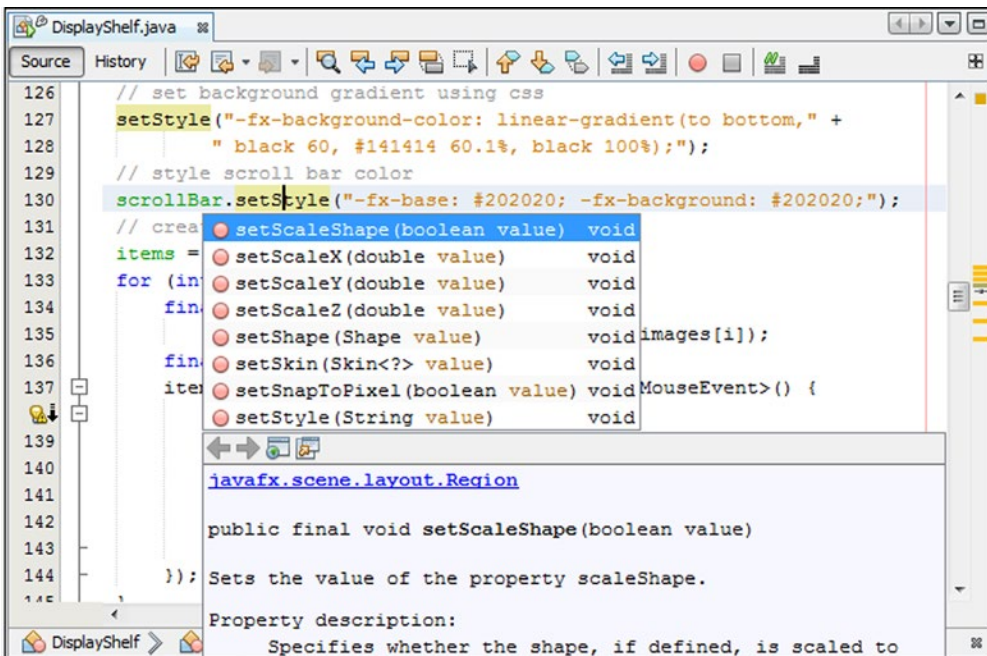 DisplayShelf.java
Source History
126 // set background gradient using css
127 setStyle("-fx-background-color: linear-gradient(to bottom," +
128 " black 60, #141414 60.1%, black 100%);");
129 // style scroll bar color
130 scrollBar.setStyle("-fx-base: #202020; -fx-background: #202020;");
131 // crea
132 items =
133 for (in
134 fin
135 images[i]);
136 fin
137 ite MouseEvent>() {
139
140
141
142
143
144 });
145 }
setScaleShape(boolean value) void
setScaleX(double value) void
setScaleY(double value) void
setScaleZ(double value) void
setShape(Shape value) void
setSkin(Skin<?> value) void
setSnapToPixel(boolean value) void
setStyle(String value) void
javafx.scene.layout.Region
public final void setScaleShape(boolean value)
Sets the value of the property scaleShape.
Property description:
Specifies whether the shape, if defined, is scaled to
DisplayShelf